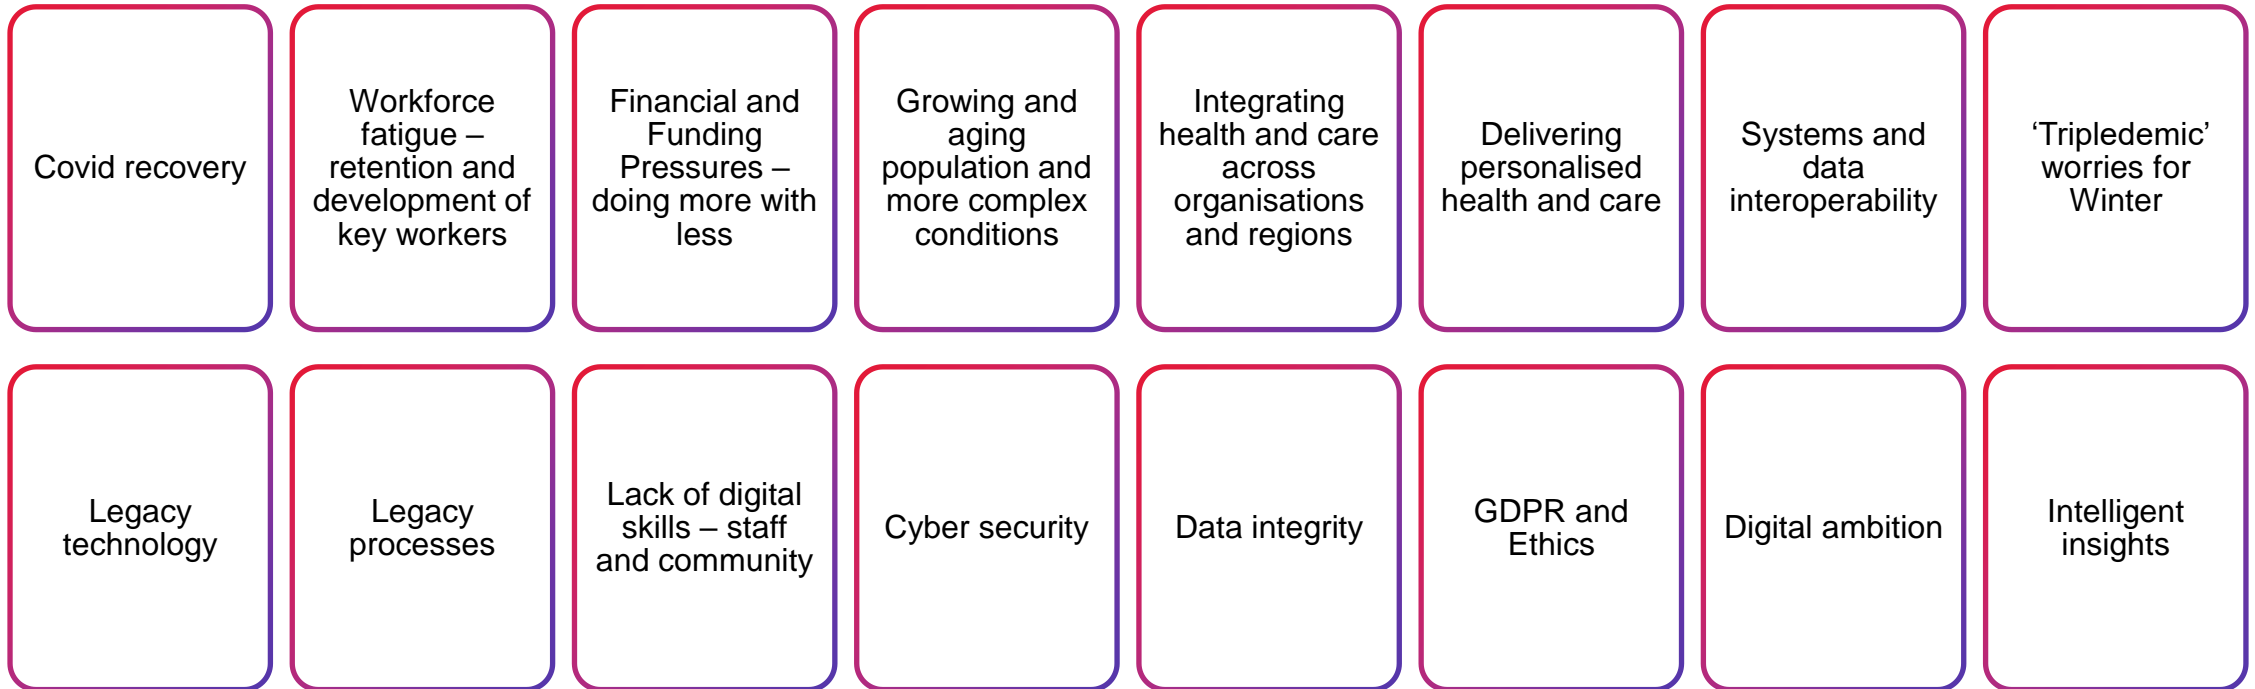 Covid recovery
Workforce
fatigue –
retention and
development of
key workers
Financial and
Funding
Pressures –
doing more with
less
Growing and
aging
population and
more complex
conditions
Integrating
health and care
across
organisations
and regions
Delivering
personalised
health and care
Systems and
data
interoperability
‘Tripledemic’
worries for
Winter
Legacy
technology
Legacy
processes
Lack of digital
skills – staff
and community
Cyber security
Data integrity
GDPR and
Ethics
Digital ambition
Intelligent
insights